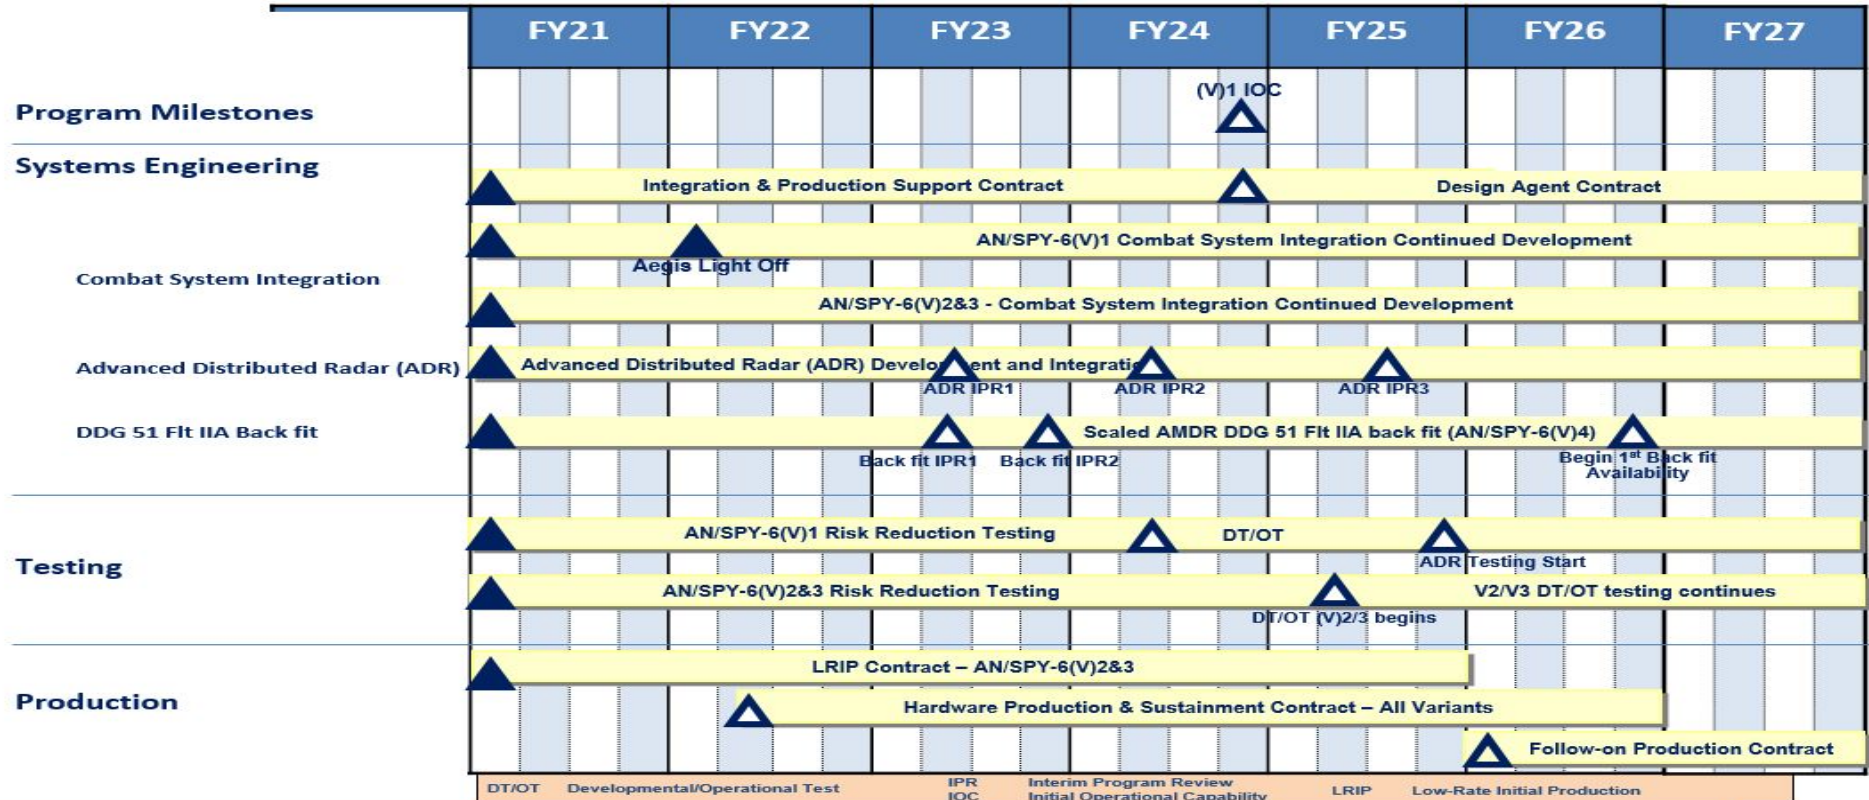 FY21 FY22 FY23 FY24 FY25 FY26 FY27
(V)1 IOC
Program Milestones
Systems Engineering
Integration & Production Support Contract
Design Agent Contract
AN/SPY-6(V)1 Combat System Integration Continued Development
Aegis Light Off
Combat System Integration
AN/SPY-6(V)2&3 - Combat System Integration Continued Development
Advanced Distributed Radar (ADR)
Advanced Distributed Radar (ADR) Develo ent and Integratio
ADR IPR1
ADR IPR2
ADR IPR3
DDG 51 Flt IIA Back fit
Scaled AMDR DDG 51 Flt IIA back fit (AN/SPY-6(V)4)
Back fit IPR1
Back fit IPR2
Begin 1st Back fit
Availability
AN/SPY-6(V)1 Risk Reduction Testing
DT/OT
ADR Testing Start
Testing
AN/SPY-6(V)2&3 Risk Reduction Testing
V2/V3 DT/OT testing continues
DT/OT (V)2/3 begins
LRIP Contract – AN/SPY-6(V)2&3
Production
Hardware Production & Sustainment Contract – All Variants
Follow-on Production Contract
DT/OT Developmental/Operational Test
IPR Interim Program Review
IOC Initial Operational Capability
LRIP Low-Rate Initial Production